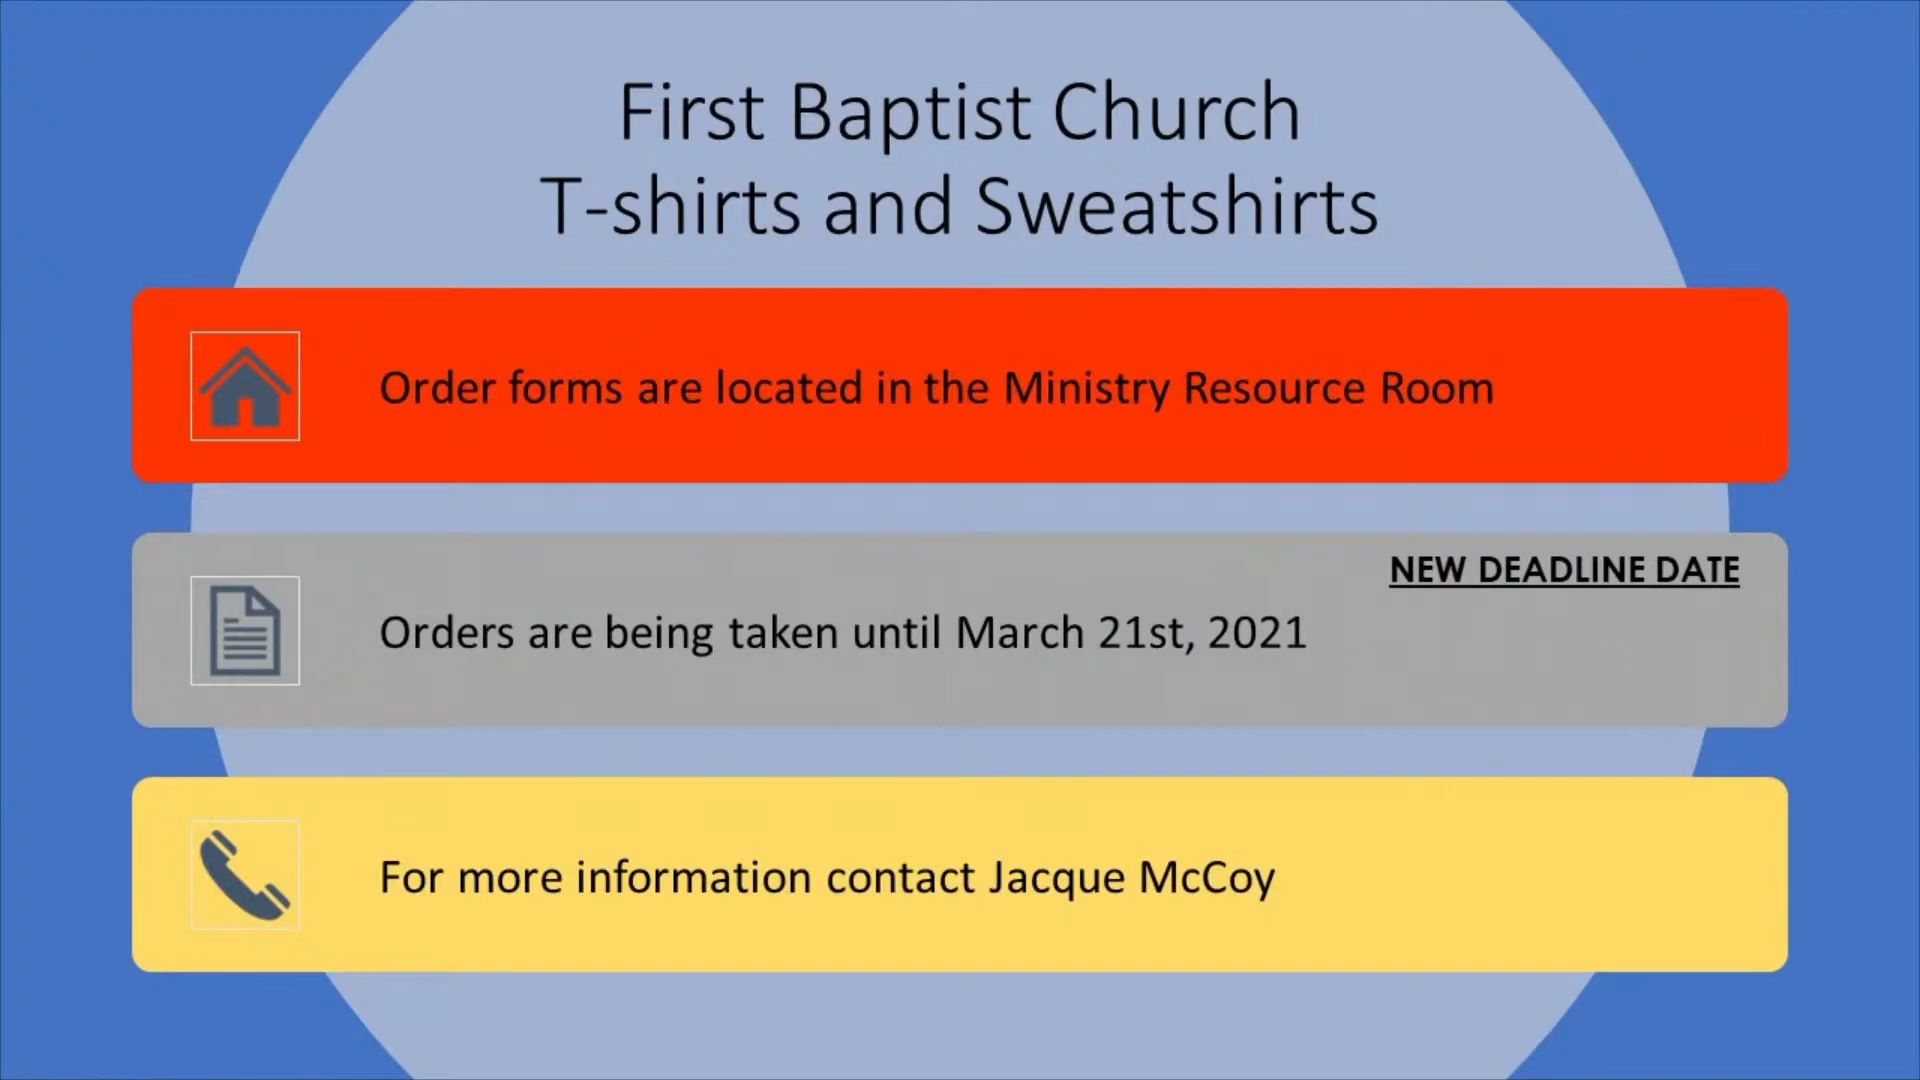 First Baptist Church
T-shirts and Sweatshirts
Order forms are located in the Ministry Resource Room
NEW DEADLINE DATE
Orders are being taken until March 21st, 2021
For more information contact Jacque McCoy